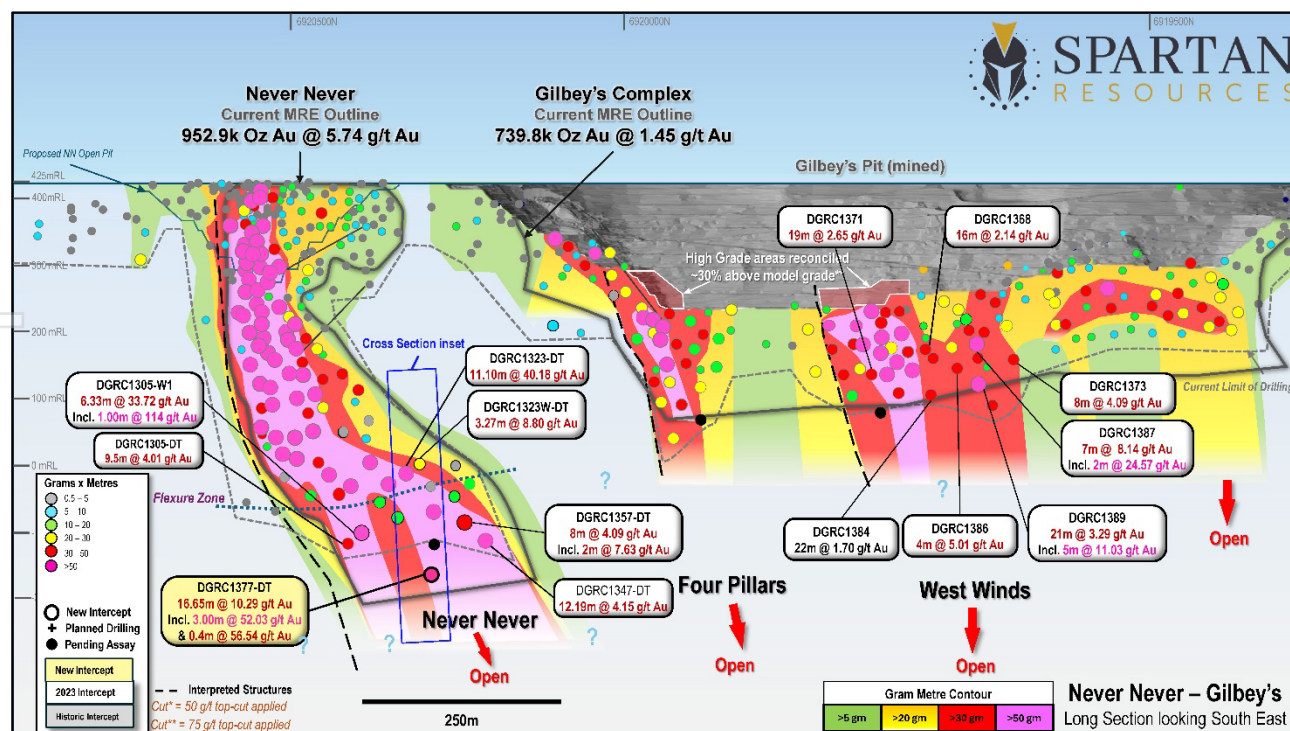 6920500N
6920000N
6919500N
SPARTAN
RESOURCES
Never Never
Current MRE Outline
952.9k Oz Au @ 5.74 g/t Au
Gilbey's Complex
Current MRE Outline
739.8k Oz Au @ 1.45 g/t Au
Proposed NN Open Pit
Gilbey's Pit (mined)
425mRL
400mRL
300mRL
200 mRL
100 mRL
0 mRL
DGRC1371
19m @ 2.65 g/t Au
DGRC1368
16m @ 2.14 g/t Au
High Grade areas reconciled
~30% above model grade*
Cross Section inset
DGRC1323-DT
11.10m @ 40.18 g/t Au
DGRC1305-W1
6.33m @ 33.72 g/t Au
Incl. 1.00m @ 114 g/t Au
DGRC1323W-DT
3.27m @ 8.80 g/t Au
DGRC1305-DT
9.5m @ 4.01 g/t Au
Current Limit of Drilling
DGRC1373
8m @ 4.09 g/t Au
DGRC1387
7m @ 8.14 g/t Au
Incl. 2m @ 24.57 g/t Au
Flexure Zone
?
?
DGRC1357-DT
8m @ 4.09 g/t Au
Incl. 2m @ 7.63 g/t Au
DGRC1384
22m @ 1.70 g/t Au
DGRC1386
4m @ 5.01 g/t Au
DGRC1389
21m @ 3.29 g/t Au
Incl. 5m @ 11.03 g/t Au
Open
DGRC1377-DT
16.65m @ 10.29 g/t Au
Incl. 3.00m @ 52.03 g/t Au
& 0.4m @ 56.54 g/t Au
DGRC1347-DT
12.19m @ 4.15 g/t Au
Never Never
Open
Four Pillars
Open
West Winds
Open
?
?
?
Grams x Metres
0.5 – 5
5 – 10
10 – 20
20 – 30
30 – 50
>50
New Intercept
Planned Drilling
Pending Assay
New Intercept
2023 Intercept
Historic Intercept
Interpreted Structures
Cut* = 50 g/t top-cut applied
Cut** = 75 g/t top-cut applied
250m
Gram Metre Contour
>5 gm
>20 gm
>30 gm
>50 gm
Never Never – Gilbey's
Long Section looking South East